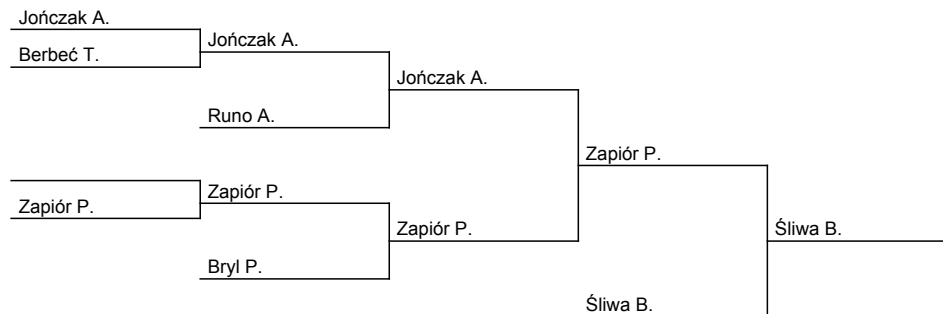 Jończak A.
Berbeć T.
Jończak A.
Runo A.
Jończak A.
Zapiór P.
Zapiór P.
Zapiór P.
Bryl P.
Zapiór P.
Śliwa B.
Śliwa B.